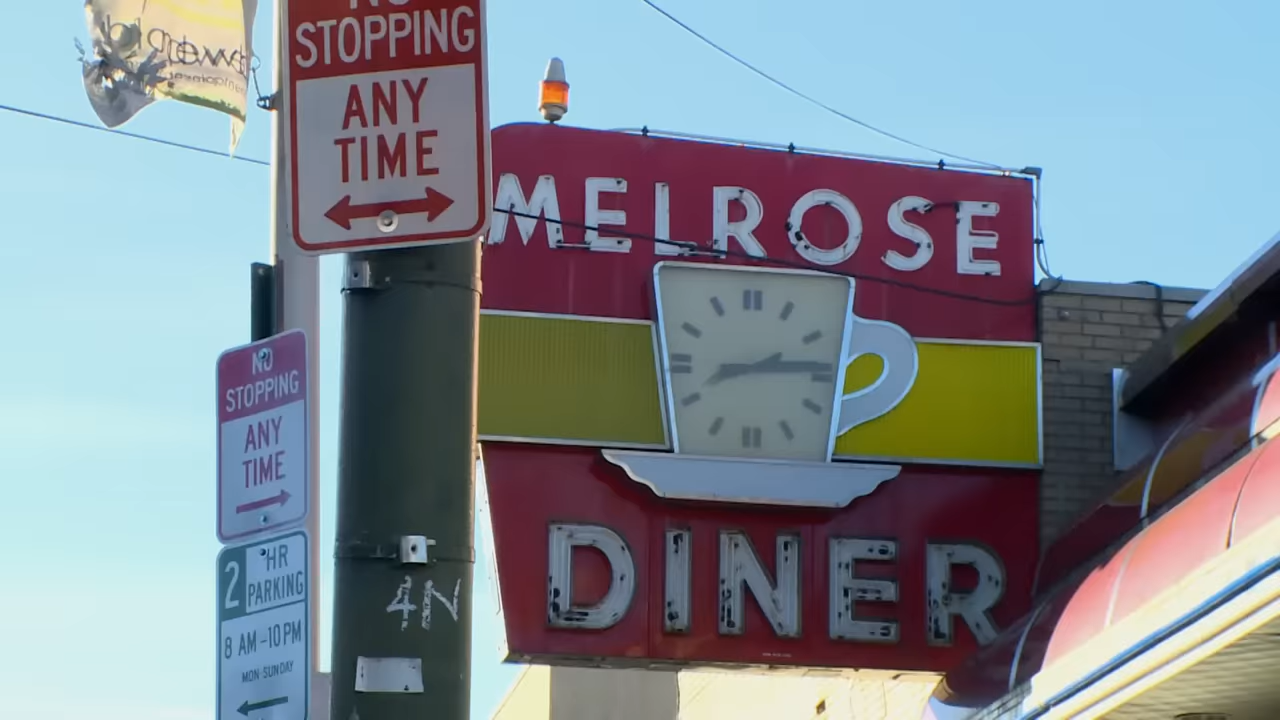 NO
STOPPING
ANY
TIME
MELROSE
DINER
NO
STOPPING
ANY
TIME
2 HR
PARKING
8 AM-10 PM
MON-SUNDAY
47